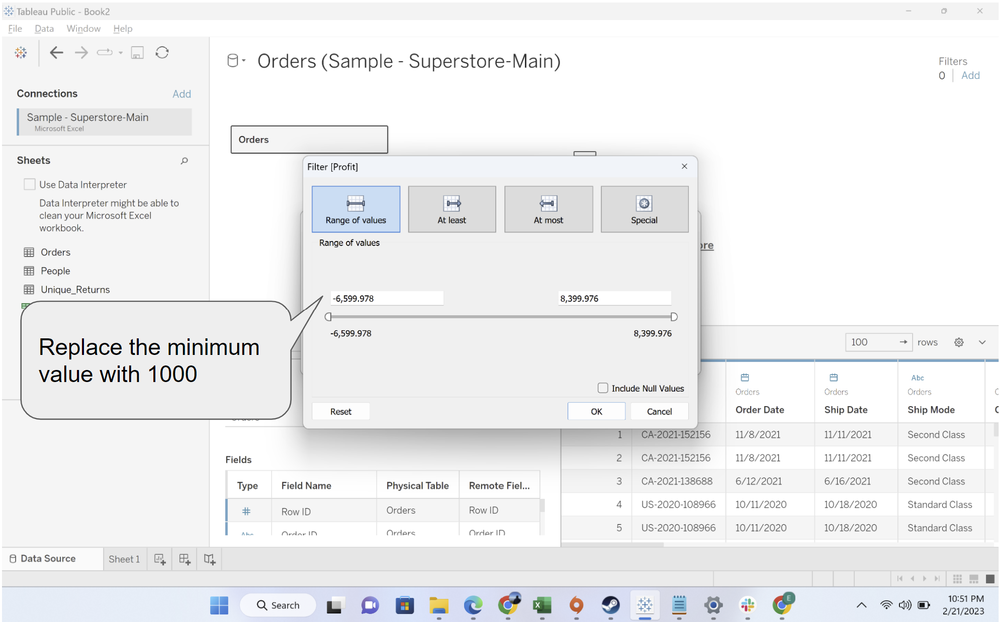 Tableau Public - Book2
File Data Window Help
Orders (Sample - Superstore-Main)
Filters
0 Add
Connections Add
Sample - Superstore-Main
Microsoft Excel
Sheets
Use Data Interpreter
Data Interpreter might be able to
clean your Microsoft Excel
workbook.
Orders
People
Unique_Returns
Orders
Filter [Profit]
Range of values At least At most Special
Range of values
-6,599.978 8,399.976
-6,599.978 8,399.976
Include Null Values
Reset OK Cancel
Replace the minimum
value with 1000
100 rows
Abc
Orders Orders Orders
Order Date Ship Date Ship Mode
1 CA-2021-152156 11/8/2021 11/11/2021 Second Class
2 CA-2021-152156 11/8/2021 11/11/2021 Second Class
3 CA-2021-138688 6/12/2021 6/16/2021 Second Class
4 US-2020-108966 10/11/2020 10/18/2020 Standard Class
5 US-2020-108966 10/11/2020 10/18/2020 Standard Class
Fields
Type Field Name Physical Table Remote Fiel...
# Row ID Orders Row ID
Abc Order ID Orders Order ID
Data Source Sheet 1
Search
E
10:51 PM
2/21/2023